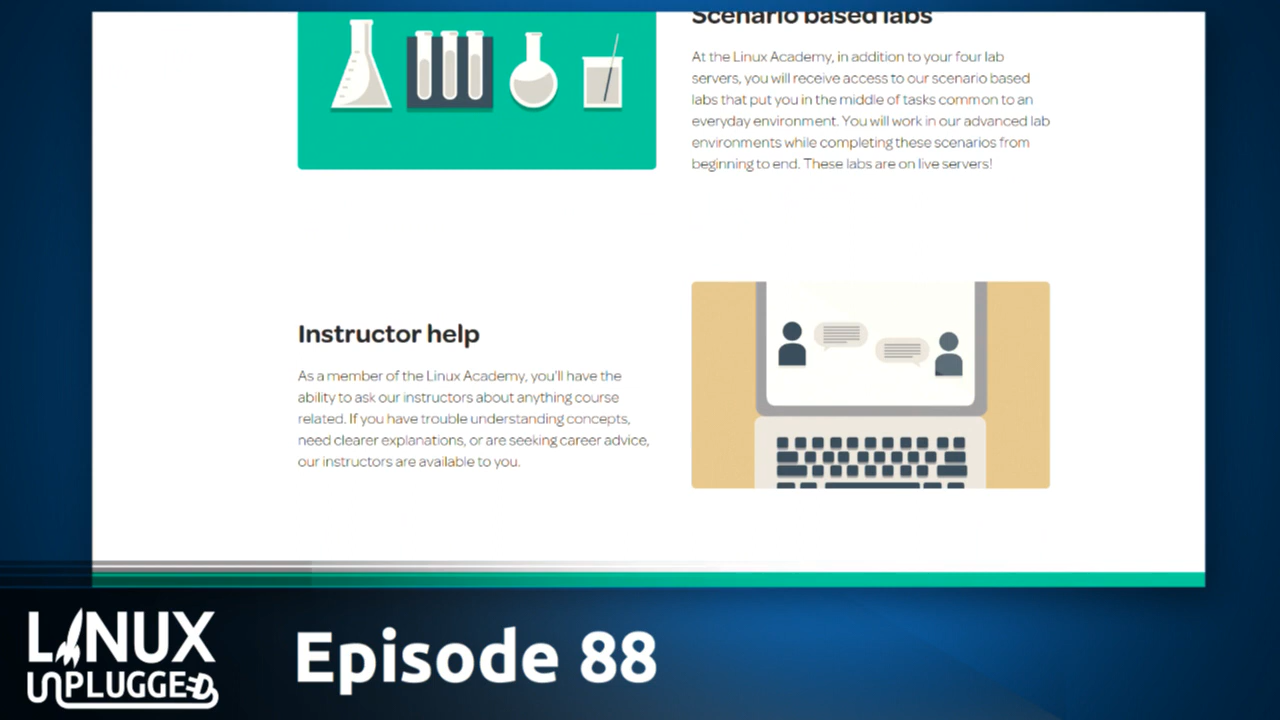 Scenario based labs
At the Linux Academy, in addition to your four lab
servers, you will receive access to our scenario based
labs that put you in the middle of tasks common to an
everyday environment. You will work in our advanced lab
environments while completing these scenarios from
beginning to end. These labs are on live servers!
Instructor help
As a member of the Linux Academy, you'll have the
ability to ask our instructors about anything course
related. If you have trouble understanding concepts,
need clearer explanations, or are seeking career advice,
our instructors are available to you.
LINUX
UNPLUGGED
Episode 88